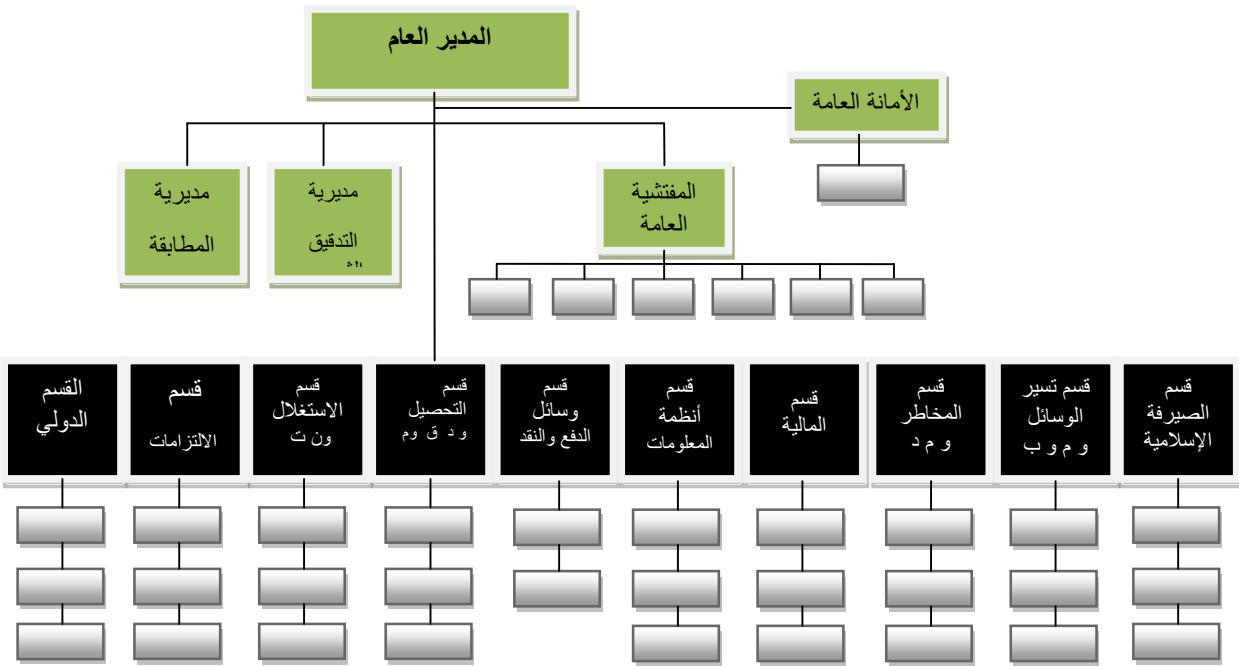 المدير العام
الأمانة العامة
المفتشية
العامة
مديرية
التدقيق
مديرية
المطابقة
قسم
الصيرفة
الإسلامية
قسم تسير
الوسائل
و م و ب
قسم
المخاطر
و م د
قسم
المالية
قسم
أنظمة
المعلومات
قسم
وسائل
الدفع والنقد
قسم
التحصيل
و د ق وم
قسم
الاستغلال
ون ت
قسم
الالتزامات
القسم
الدولي